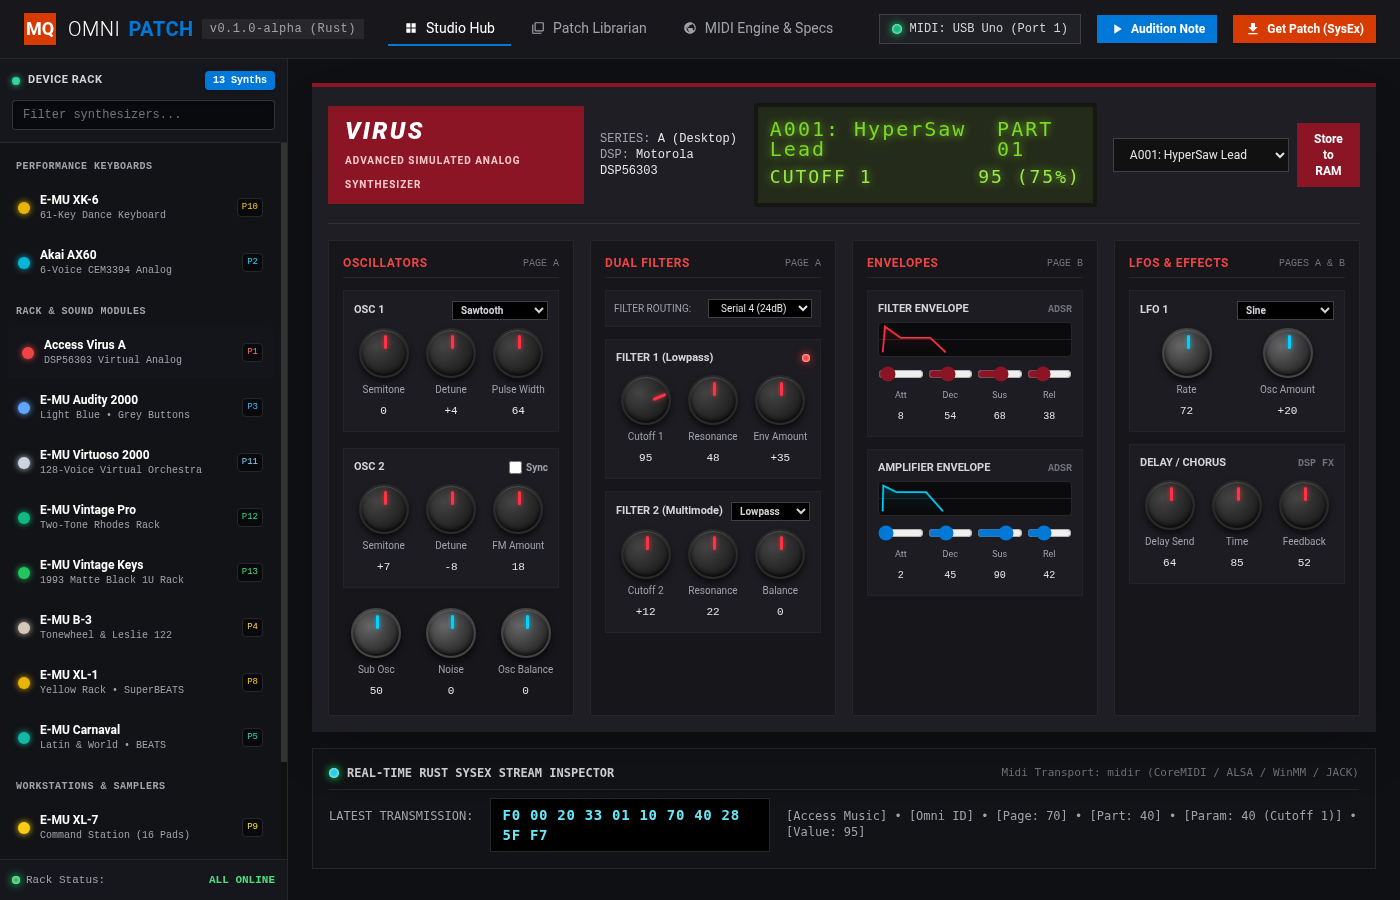 MQ OMNI PATCH v0.1.0-alpha (Rust) Studio Hub Patch Librarian MIDI Engine & Specs MIDI: USB Uno (Port 1) Audition Note Get Patch (SysEx)
DEVICE RACK 13 Synths
Filter synthesizers...
PERFORMANCE KEYBOARDS
E-MU XK-6
61-Key Dance Keyboard
P10
Akai AX60
6-Voice CEM3394 Analog
P2
RACK & SOUND MODULES
Access Virus A
DSP56303 Virtual Analog
P1
E-MU Audity 2000
Light Blue • Grey Buttons
P3
E-MU Virtuoso 2000
128-Voice Virtual Orchestra
P11
E-MU Vintage Pro
Two-Tone Rhodes Rack
P12
E-MU Vintage Keys
1993 Matte Black 1U Rack
P13
E-MU B-3
Tonewheel & Leslie 122
P4
E-MU XL-1
Yellow Rack • SuperBEATS
P8
E-MU Carnaval
Latin & World • BEATS
P5
WORKSTATIONS & SAMPLERS
E-MU XL-7
Command Station (16 Pads)
P9
Rack Status: ALL ONLINE
VIRUS
ADVANCED SIMULATED ANALOG
SYNTHESIZER
SERIES: A (Desktop)
DSP: Motorola
DSP56303
A001: HyperSaw PART
Lead 01
CUTOFF 1 95 (75%)
A001: HyperSaw Lead
Store
to
RAM
OSCILLATORS PAGE A
OSC 1 Sawtooth
Semitone Detune Pulse Width
0 +4 64
OSC 2 Sync
Semitone Detune FM Amount
+7 -8 18
Sub Osc Noise Osc Balance
50 0 0
DUAL FILTERS PAGE A
FILTER ROUTING: Serial 4 (24dB)
FILTER 1 (Lowpass)
Cutoff 1 Resonance Env Amount
95 48 +35
FILTER 2 (Multimode) Lowpass
Cutoff 2 Resonance Balance
+12 22 0
ENVELOPES PAGE B
FILTER ENVELOPE ADSR
Att Dec Sus Rel
8 54 68 38
AMPLIFIER ENVELOPE ADSR
Att Dec Sus Rel
2 45 90 42
LFOS & EFFECTS PAGES A & B
LFO 1 Sine
Rate Osc Amount
72 +20
DELAY / CHORUS DSP FX
Delay Send Time Feedback
64 85 52
REAL-TIME RUST SYSEX STREAM INSPECTOR Midi Transport: midir (CoreMIDI / ALSA / WinMM / JACK)
LATEST TRANSMISSION:
F0 00 20 33 01 10 70 40 28
5F F7
[Access Music] • [Omni ID] • [Page: 70] • [Part: 40] • [Param: 40 (Cutoff 1)] •
[Value: 95]